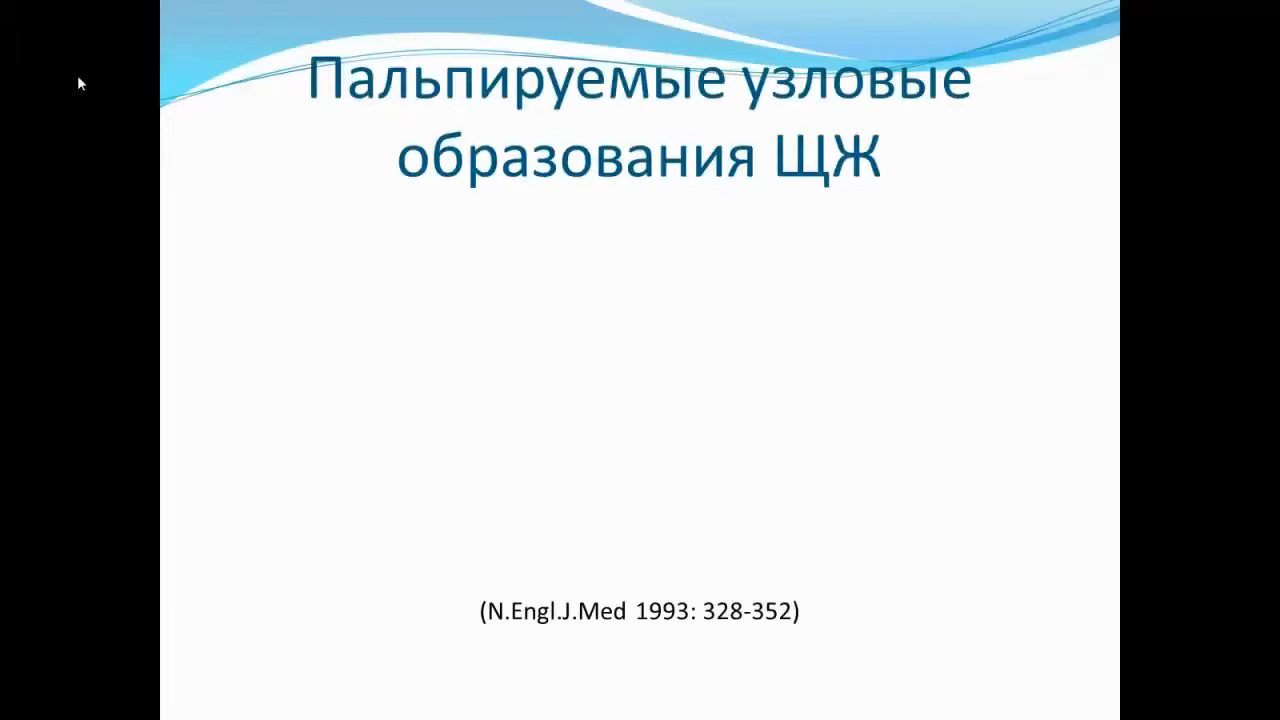 Пальпируемые узловые
образования ЩЖ
(N.Engl.J.Med 1993: 328-352)